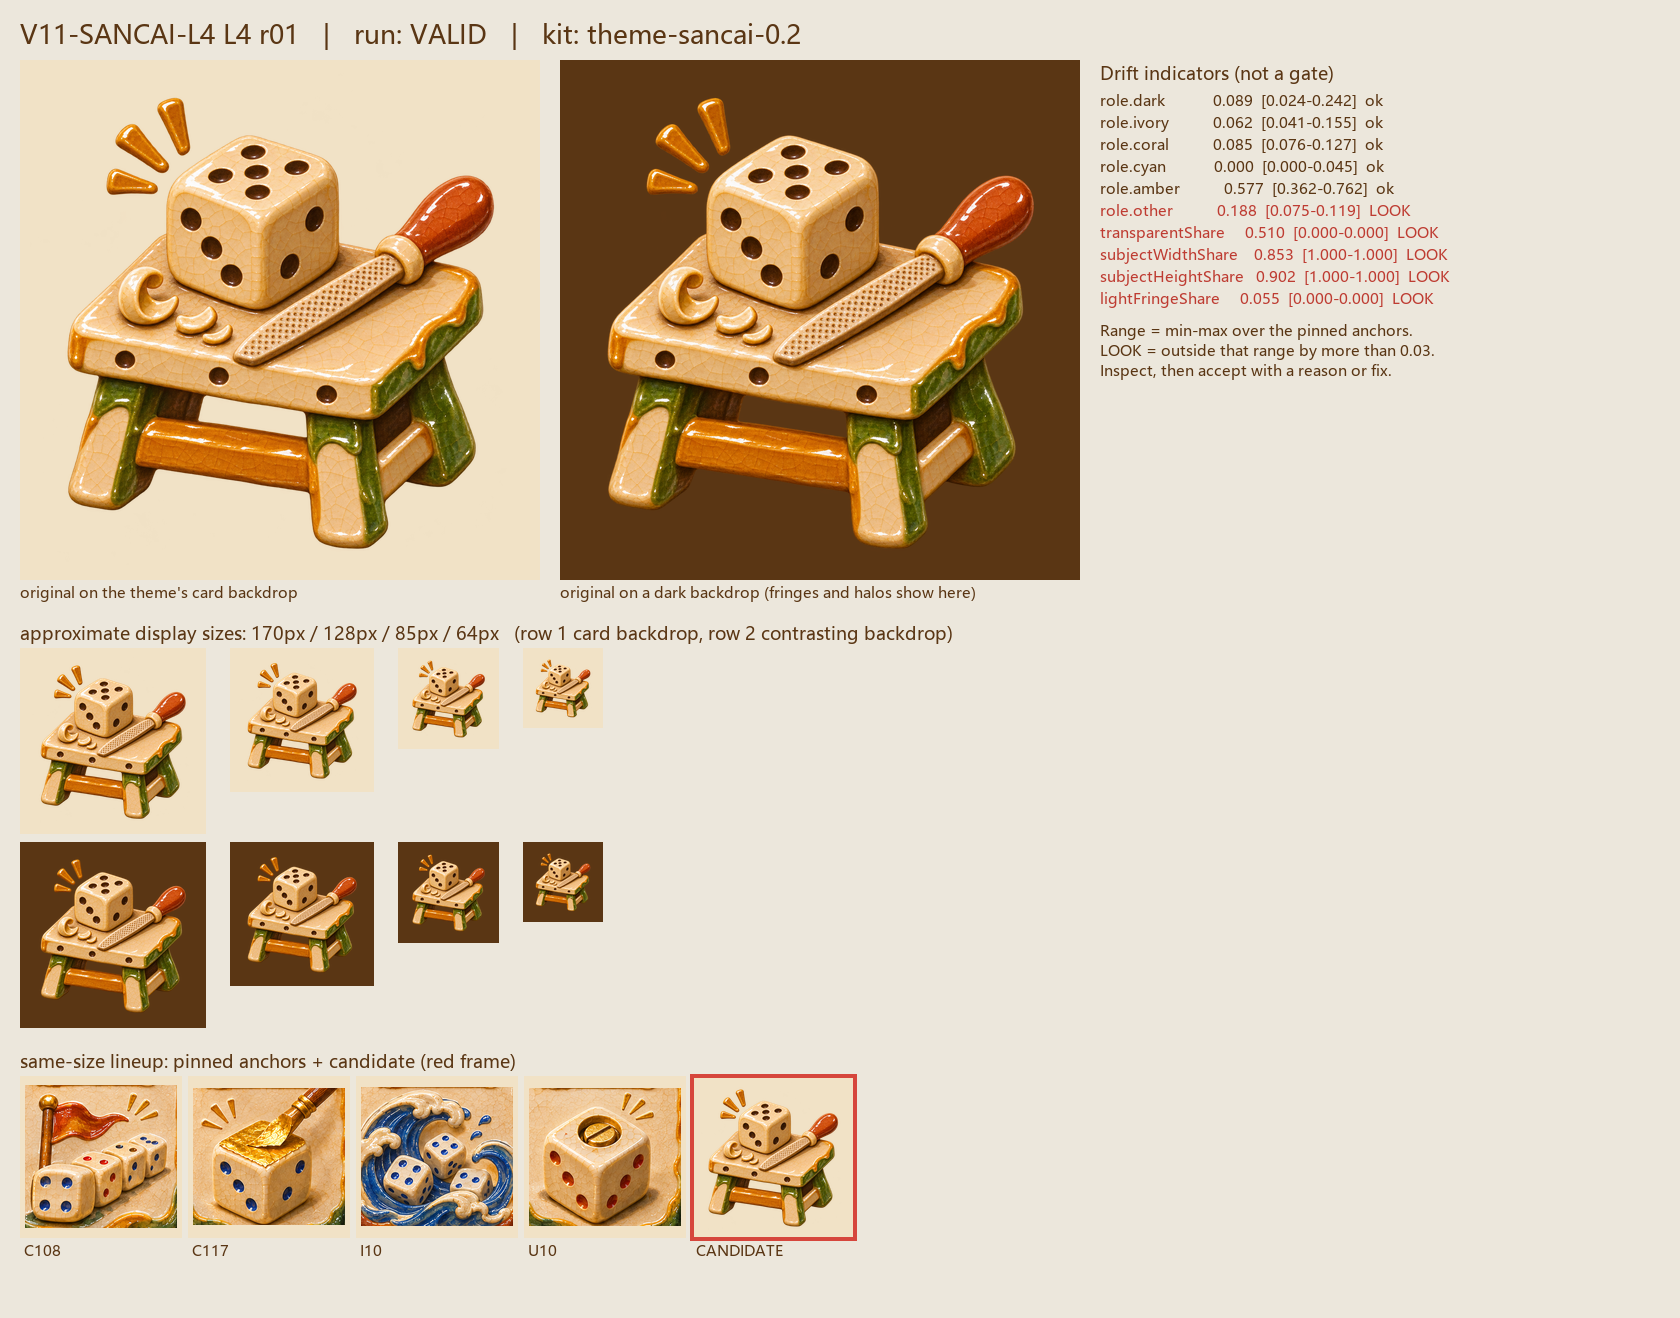 V11-SANCAI-L4 L4 r01 | run: VALID | kit: theme-sancai-0.2
Drift indicators (not a gate)
role.dark 0.089 [0.024-0.242] ok
role.ivory 0.062 [0.041-0.155] ok
role.coral 0.085 [0.076-0.127] ok
role.cyan 0.000 [0.000-0.045] ok
role.amber 0.577 [0.362-0.762] ok
role.other 0.188 [0.075-0.119] LOOK
transparentShare 0.510 [0.000-0.000] LOOK
subjectWidthShare 0.853 [1.000-1.000] LOOK
subjectHeightShare 0.902 [1.000-1.000] LOOK
lightFringeShare 0.055 [0.000-0.000] LOOK
Range = min-max over the pinned anchors.
LOOK = outside that range by more than 0.03.
Inspect, then accept with a reason or fix.
original on the theme's card backdrop
original on a dark backdrop (fringes and halos show here)
approximate display sizes: 170px / 128px / 85px / 64px (row 1 card backdrop, row 2 contrasting backdrop)
same-size lineup: pinned anchors + candidate (red frame)
C108
C117
I10
U10
CANDIDATE